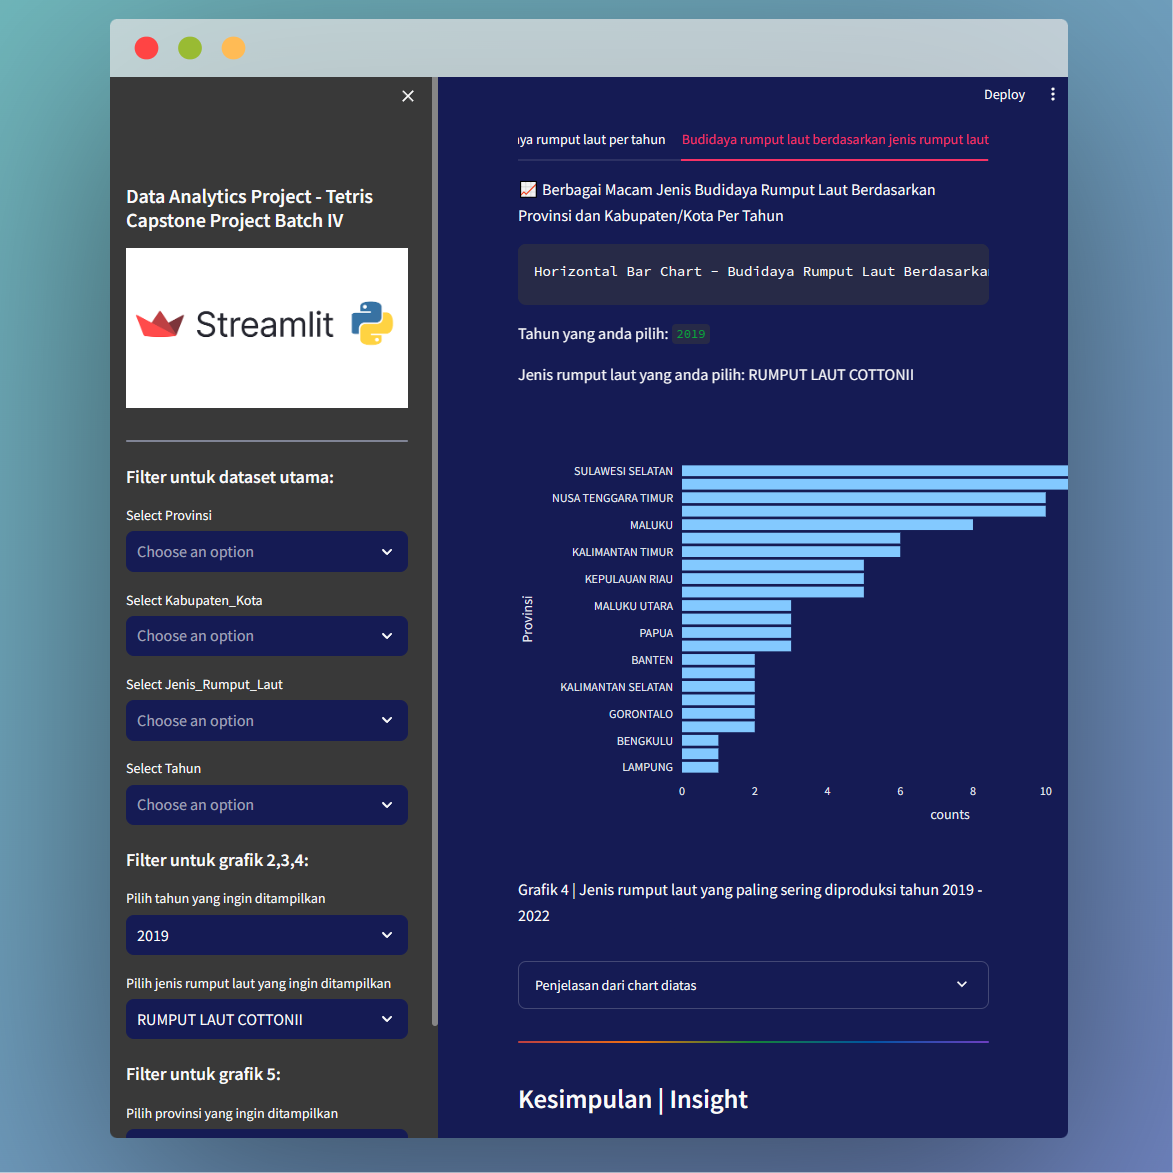 Data Analytics Project - Tetris
Capstone Project Batch IV
Streamlit
Filter untuk dataset utama:
Select Provinsi
Choose an option
Select Kabupaten_Kota
Choose an option
Select Jenis_Rumput_Laut
Choose an option
Select Tahun
Choose an option
Filter untuk grafik 2,3,4:
Pilih tahun yang ingin ditampilkan
2019
Pilih jenis rumput laut yang ingin ditampilkan
RUMPUT LAUT COTTONII
Filter untuk grafik 5:
Pilih provinsi yang ingin ditampilkan
Deploy
rumput laut per tahun
Budidaya rumput laut berdasarkan jenis rumput laut
Berbagai Macam Jenis Budidaya Rumput Laut Berdasarkan
Provinsi dan Kabupaten/Kota Per Tahun
Horizontal Bar Chart - Budidaya Rumput Laut
Tahun yang anda pilih: 2019
Jenis rumput laut yang anda pilih: RUMPUT LAUT COTTONII
Provinsi
SULAWESI SELATAN
NUSA TENGGARA TIMUR
MALUKU
KALIMANTAN TIMUR
KEPULAUAN RIAU
MALUKU UTARA
PAPUA
BANTEN
KALIMANTAN SELATAN
GORONTALO
BENGKULU
LAMPUNG
0 2 4 6 8 10
counts
Grafik 4 | Jenis rumput laut yang paling sering diproduksi tahun 2019 -
2022
Penjelasan dari chart diatas
Kesimpulan | Insight